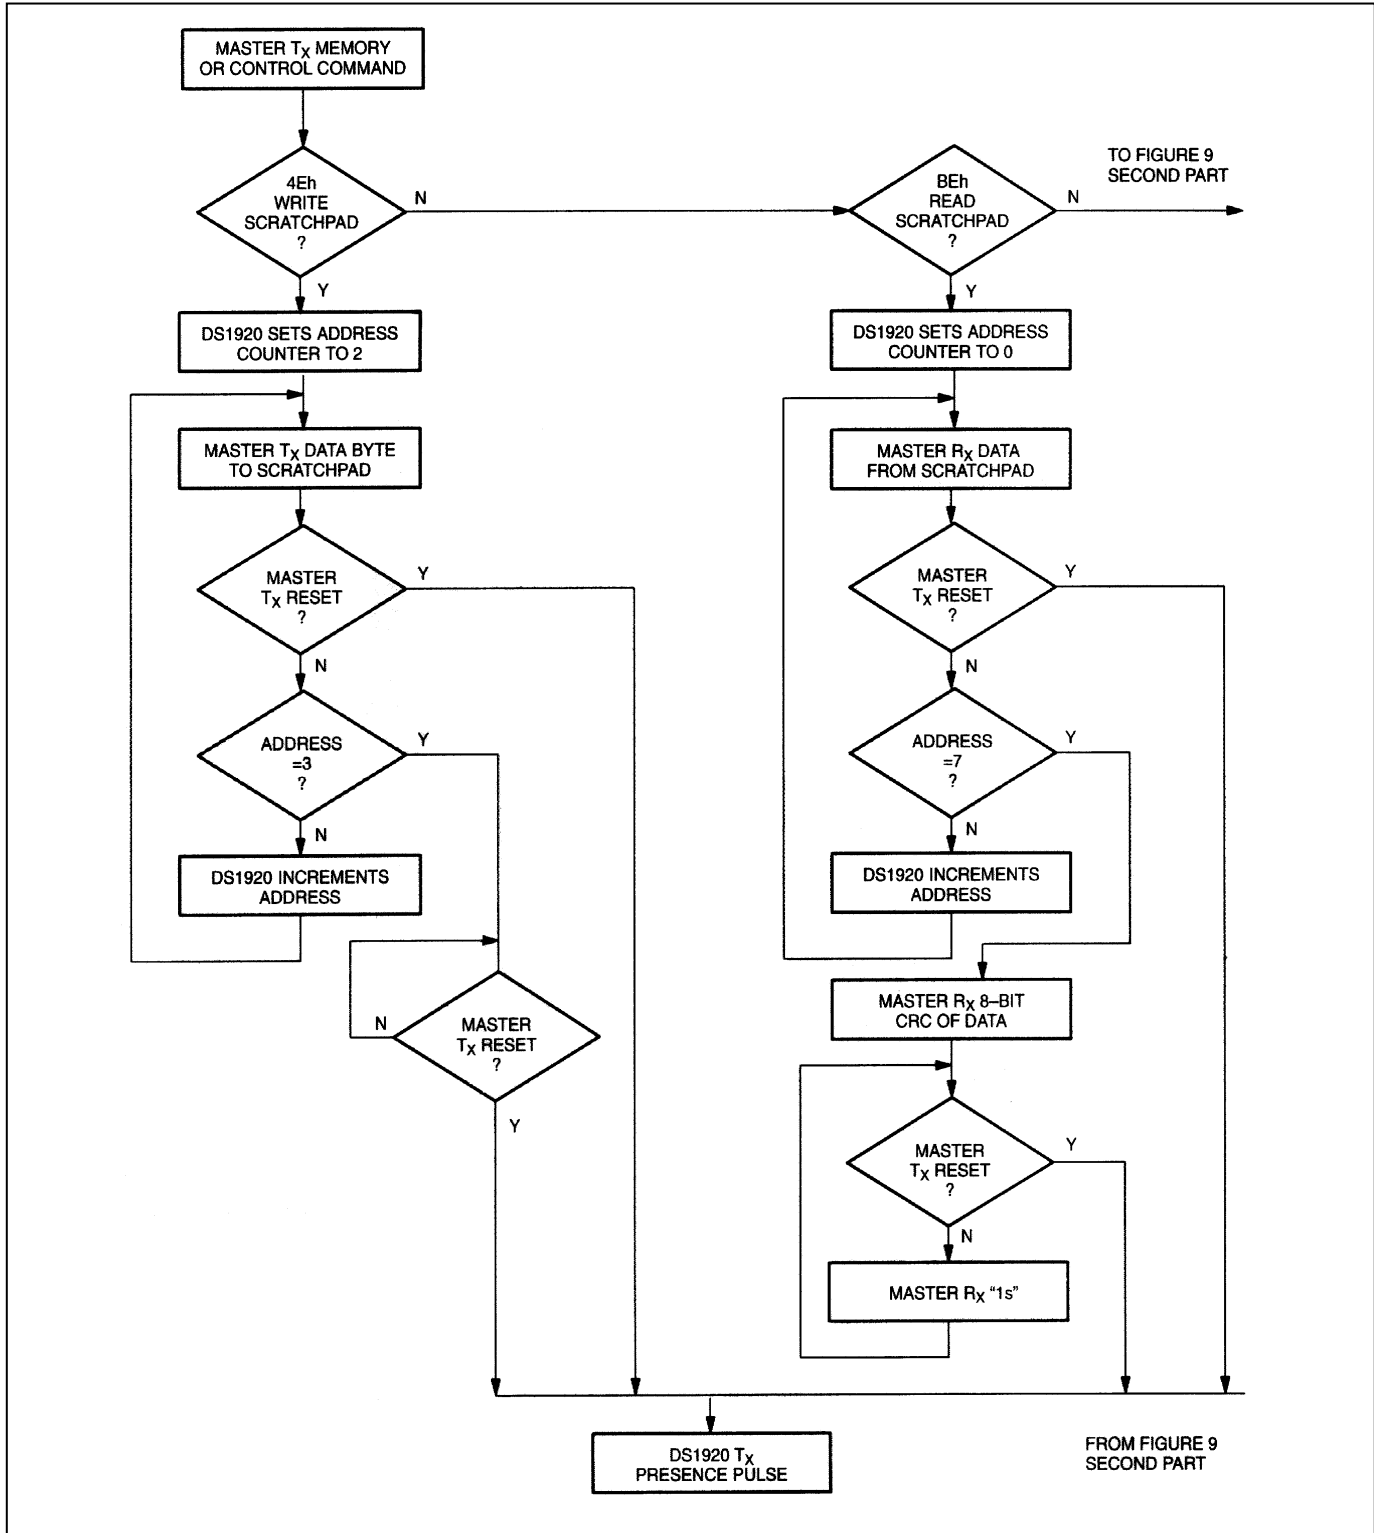 MASTER TX MEMORY
OR CONTROL COMMAND
4Eh
WRITE
SCRATCHPAD
?
N
Y
DS1920 SETS ADDRESS
COUNTER TO 2
MASTER TX DATA BYTE
TO SCRATCHPAD
MASTER
TX RESET
?
Y
N
ADDRESS
=3
?
Y
N
DS1920 INCREMENTS
ADDRESS
MASTER
TX RESET
?
N
Y
BEh
READ
SCRATCHPAD
?
N
TO FIGURE 9
SECOND PART
Y
DS1920 SETS ADDRESS
COUNTER TO 0
MASTER RX DATA
FROM SCRATCHPAD
MASTER
TX RESET
?
Y
N
ADDRESS
=7
?
Y
N
DS1920 INCREMENTS
ADDRESS
MASTER RX 8–BIT
CRC OF DATA
MASTER
TX RESET
?
Y
N
MASTER RX “1s”
DS1920 TX
PRESENCE PULSE
FROM FIGURE 9
SECOND PART